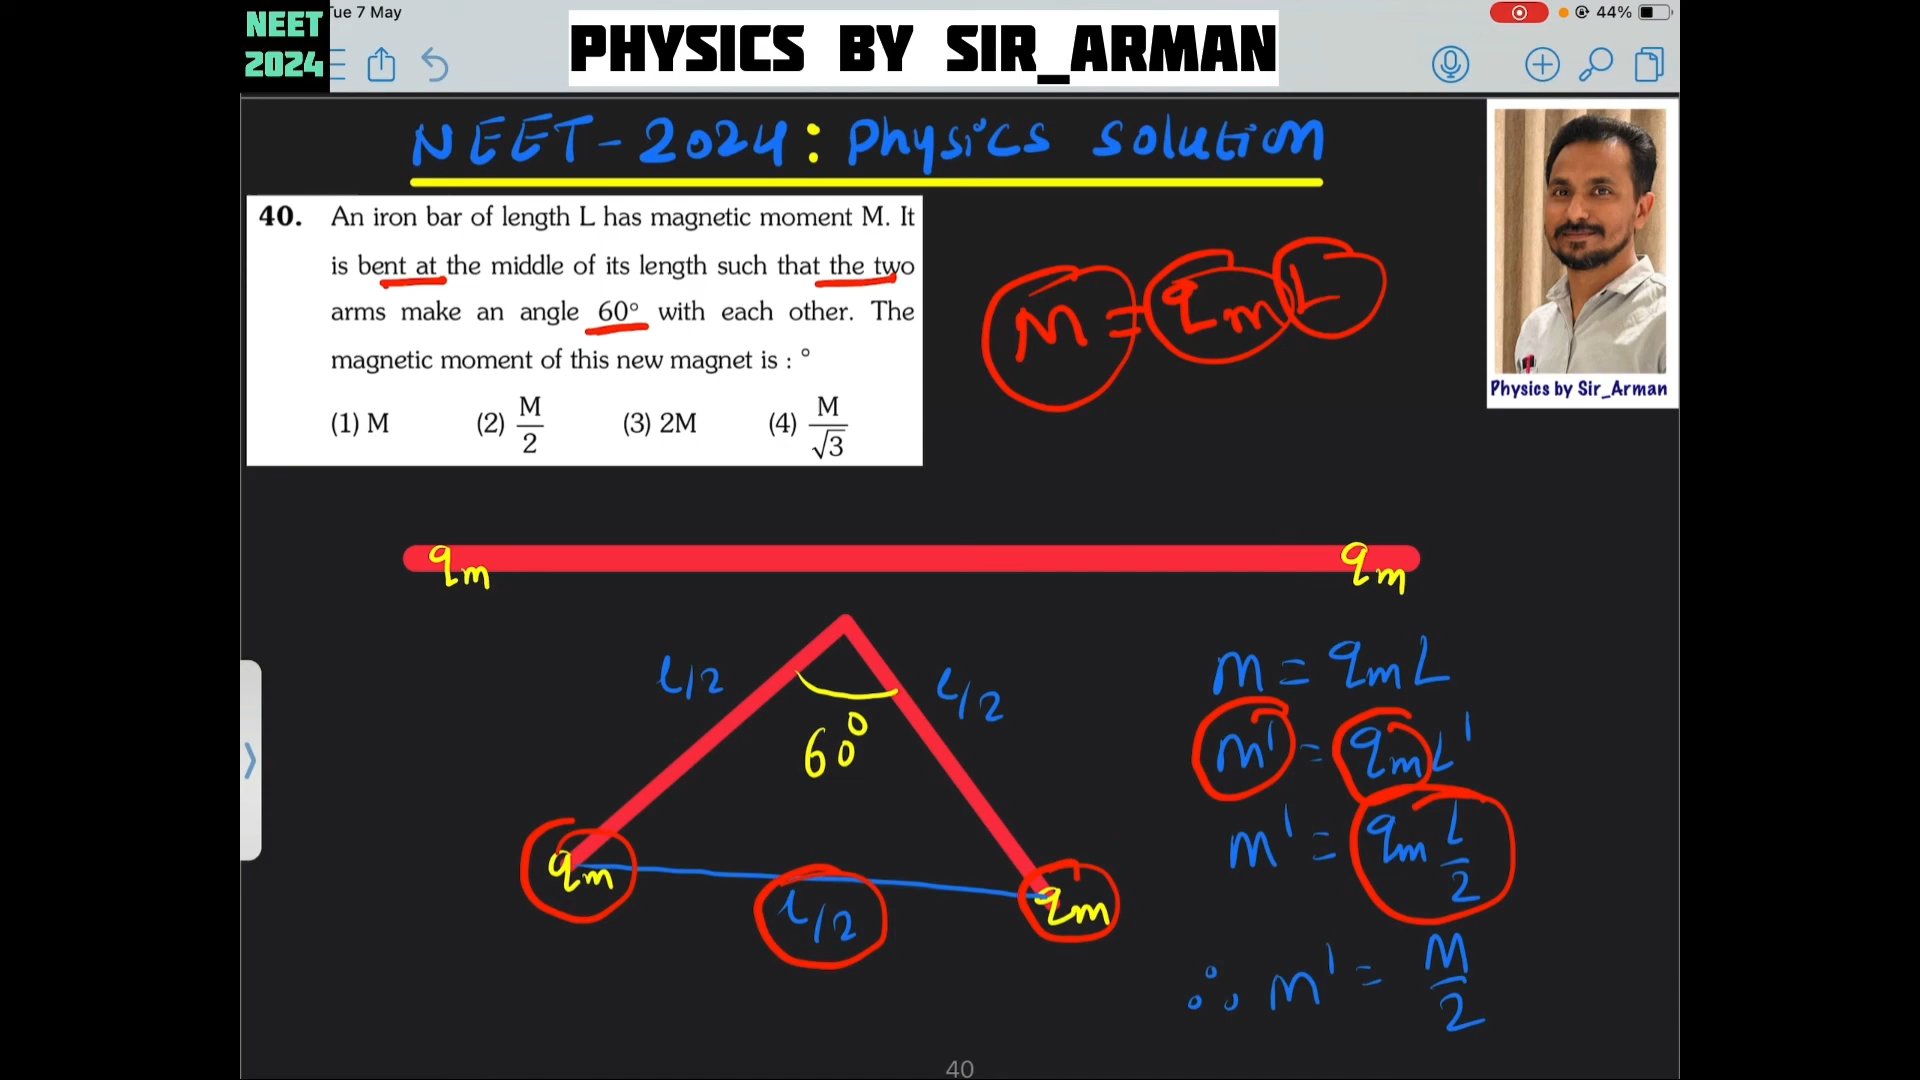 NEET
2024
Tue 7 May
PHYSICS BY SIR_ARMAN
44%
NEET-2024: Physics solution
40. An iron bar of length L has magnetic moment M. It
is bent at the middle of its length such that the two
arms make an angle 60° with each other. The
magnetic moment of this new magnet is : °
(1) M (2) M/2 (3) 2M (4) M/√3
M = qm L
Physics by Sir_Arman
qm
qm
l/2
l/2
60°
qm
l/2
qm
m = qm L
m' = qm L'
m' = qm L/2
∴ m' = M/2
40